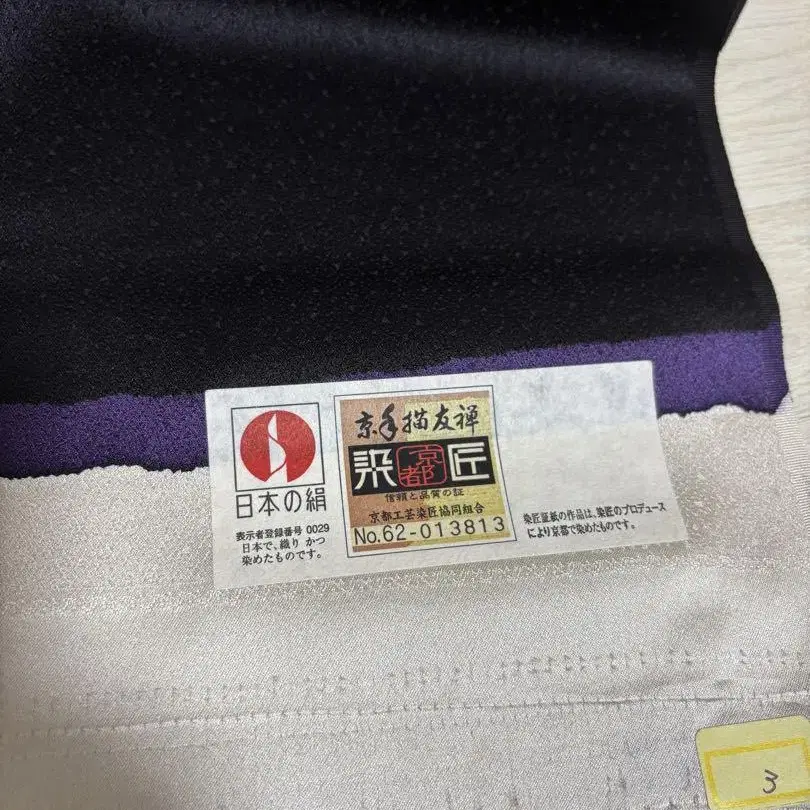 日本の絹
表示者登録番号 0029
日本で、織り かつ
染めたものです。
京手描友禅
染 京都 匠
信頼と品質の証
京都工芸染匠協同組合
No.62-013813
染匠証紙の作品は、染匠のプロデュース
により京都で染めたものです。
3